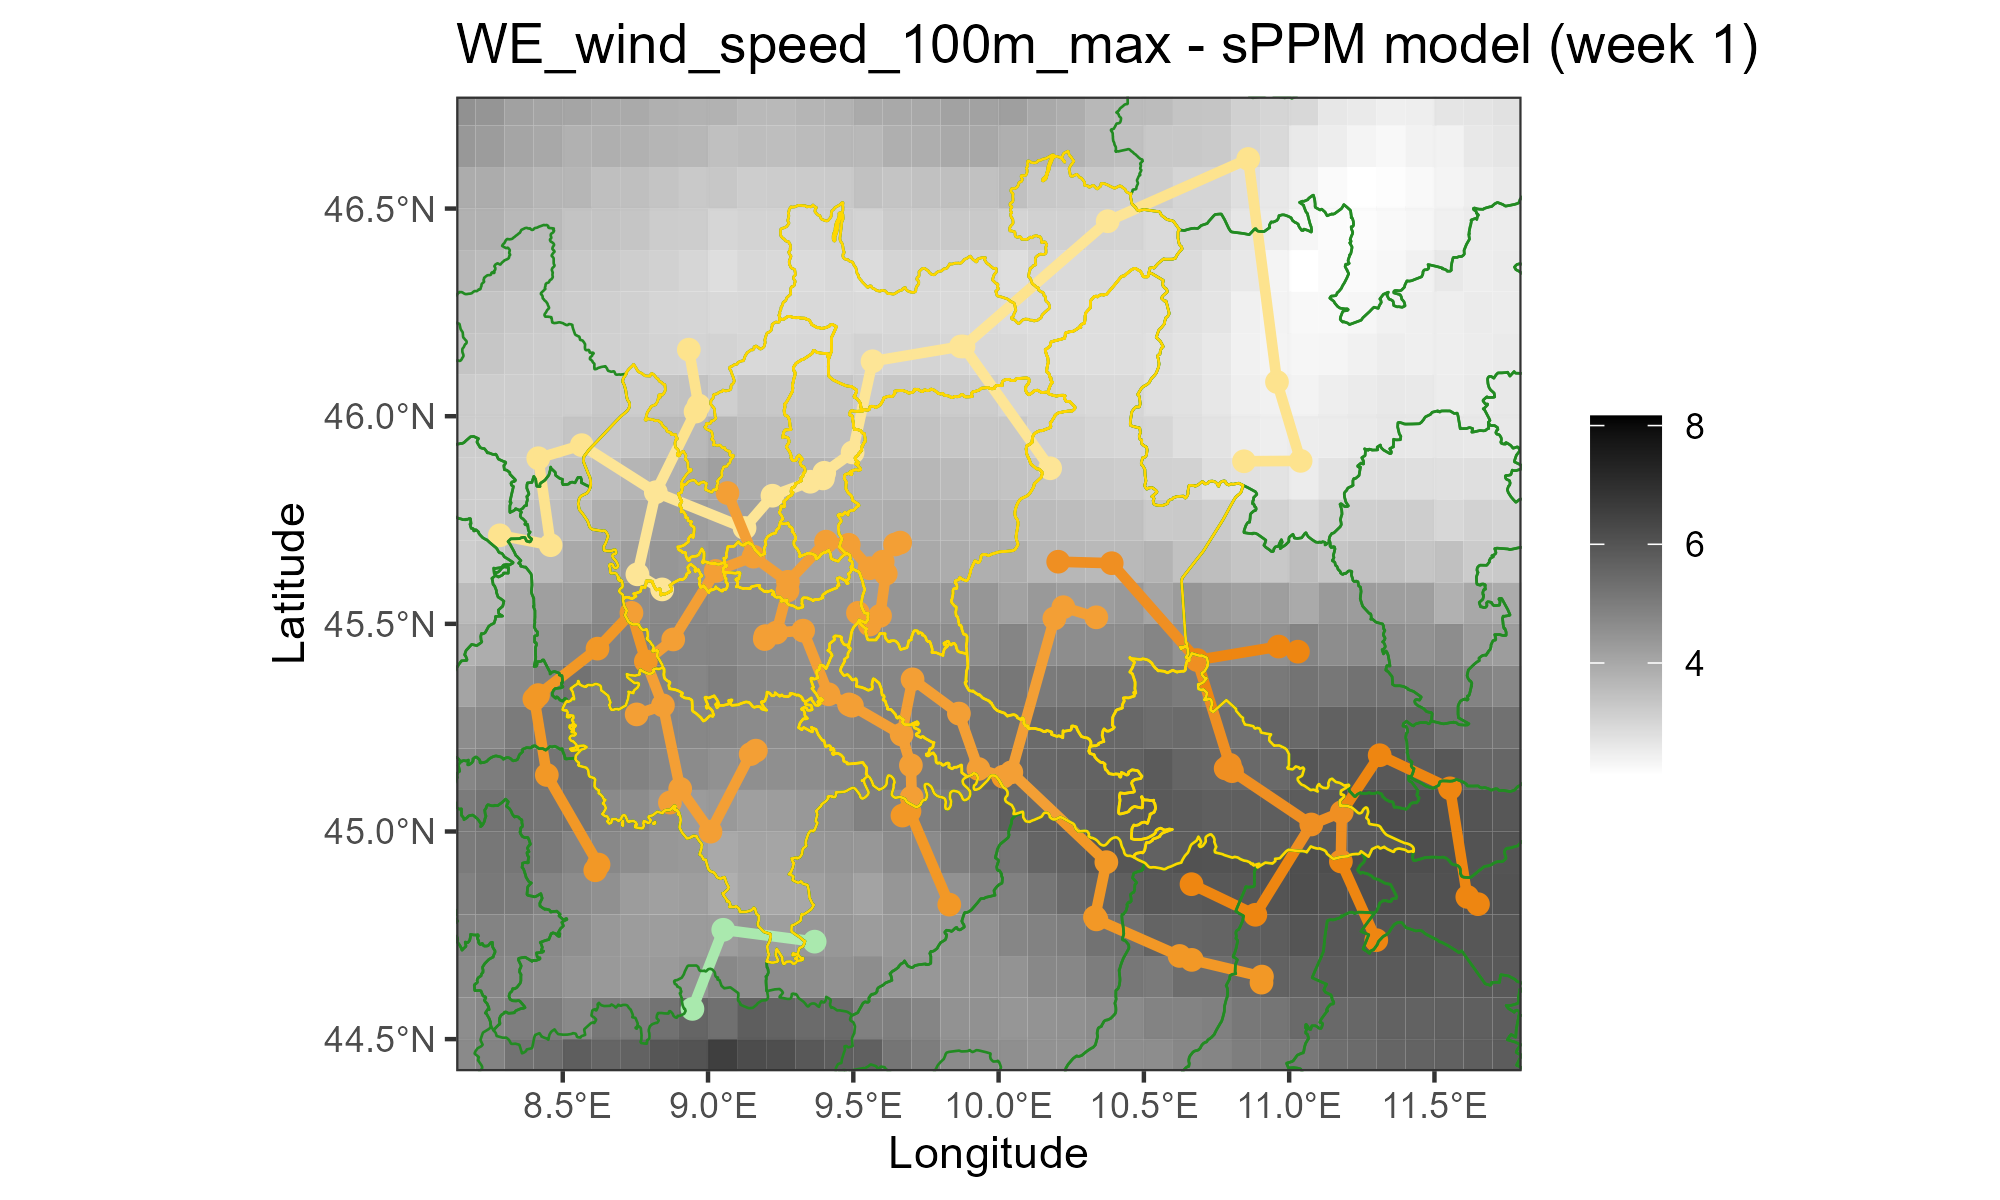 WE_wind_speed_100m_max - sPPM model (week 1)
Latitude
46.5°N
46.0°N
45.5°N
45.0°N
44.5°N
8.5°E 9.0°E 9.5°E 10.0°E 10.5°E 11.0°E 11.5°E
Longitude
8
6
4